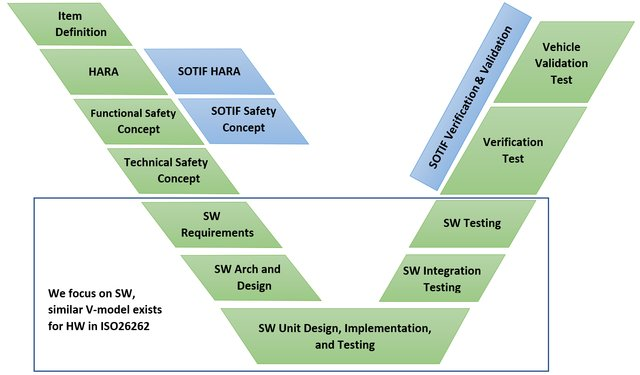 Item
Definition
HARA
SOTIF HARA
Functional Safety
Concept
SOTIF Safety
Concept
Technical Safety
Concept
SW
Requirements
SW Arch and
Design
SW Unit Design, Implementation,
and Testing
SW Integration
Testing
SW Testing
Verification
Test
Vehicle
Validation
Test
SOTIF Verification & Validation
We focus on SW,
similar V-model exists
for HW in ISO26262